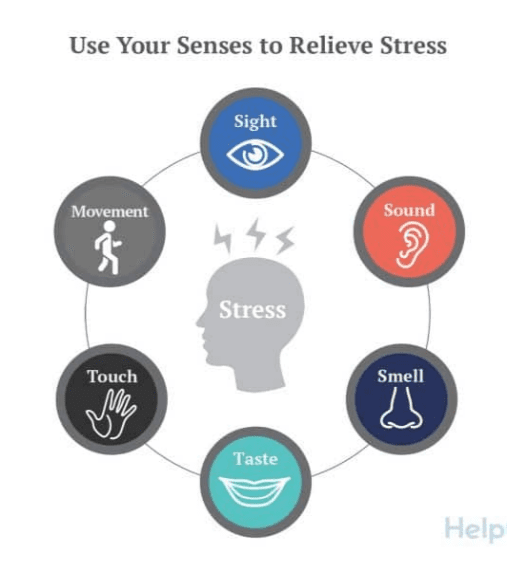 Use Your Senses to Relieve Stress
Sight
Movement
Sound
Stress
Touch
Smell
Taste
Help